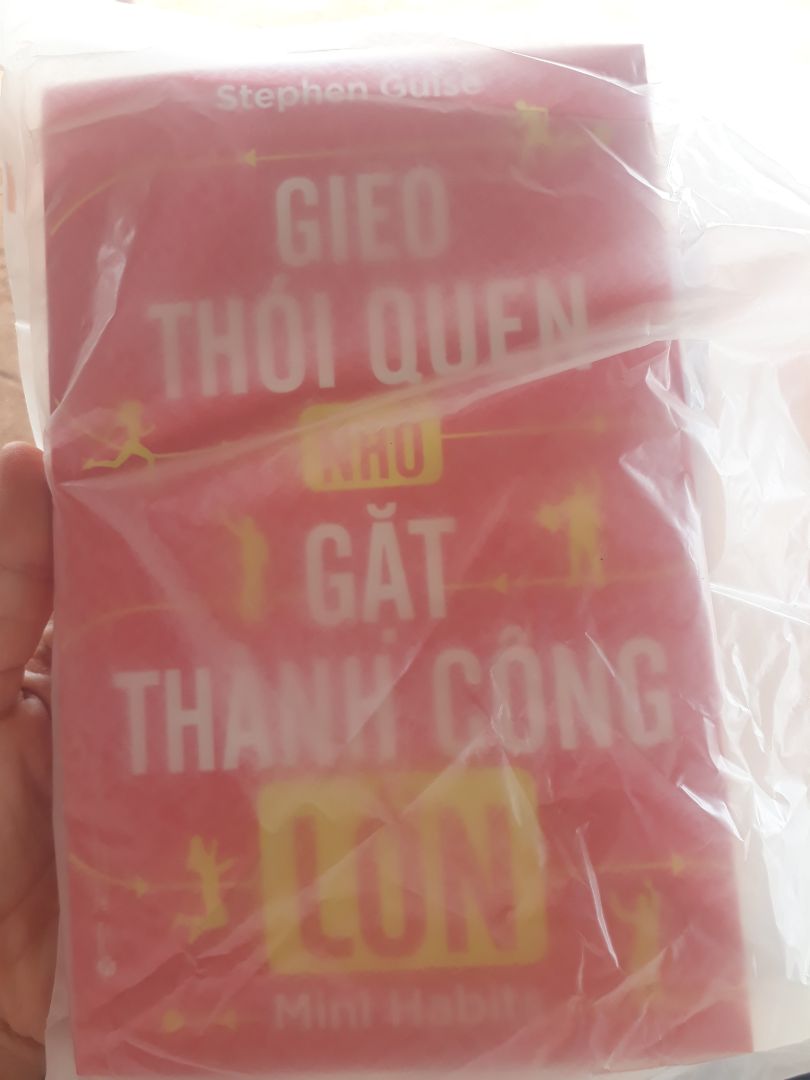 Stephen Guise
GIEO
THÓI QUEN
NHỎ
GẶT
THÀNH CÔNG
LỚN
Mini Habits